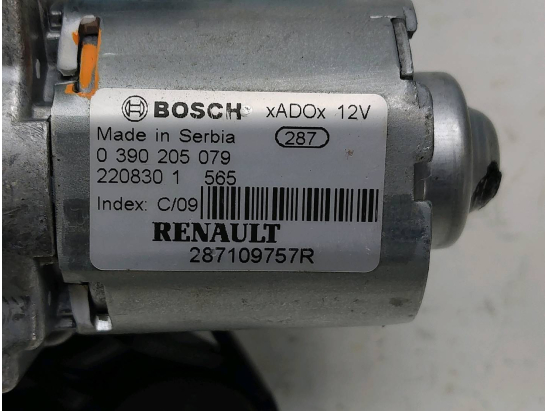 BOSCH xADOx 12V
Made in Serbia 287
0 390 205 079
220830 1 565
Index: C/09
RENAULT
287109757R